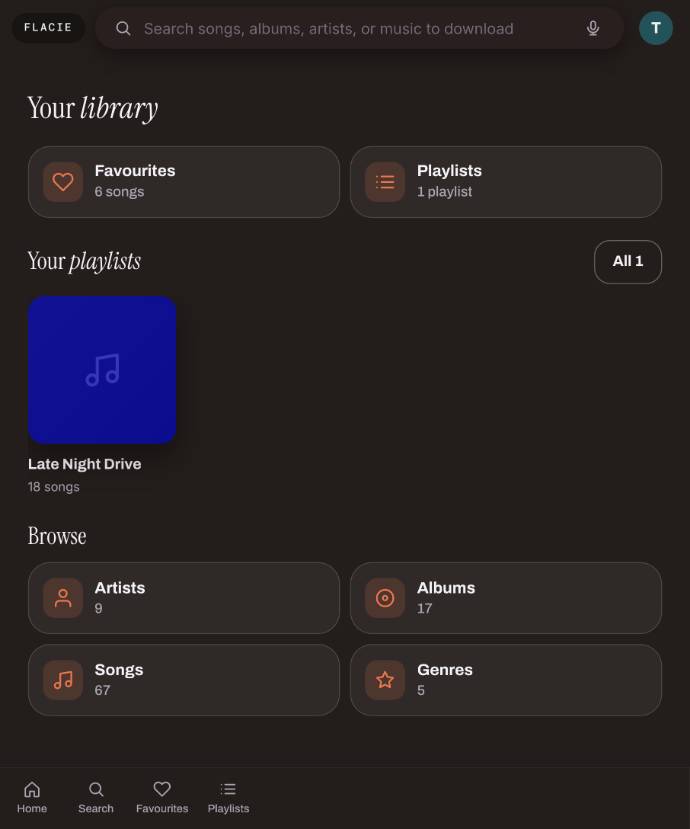 FLACIE
Search songs, albums, artists, or music to download
T
Your library
Favourites
6 songs
Playlists
1 playlist
Your playlists
All 1
Late Night Drive
18 songs
Browse
Artists
9
Albums
17
Songs
67
Genres
5
Home
Search
Favourites
Playlists